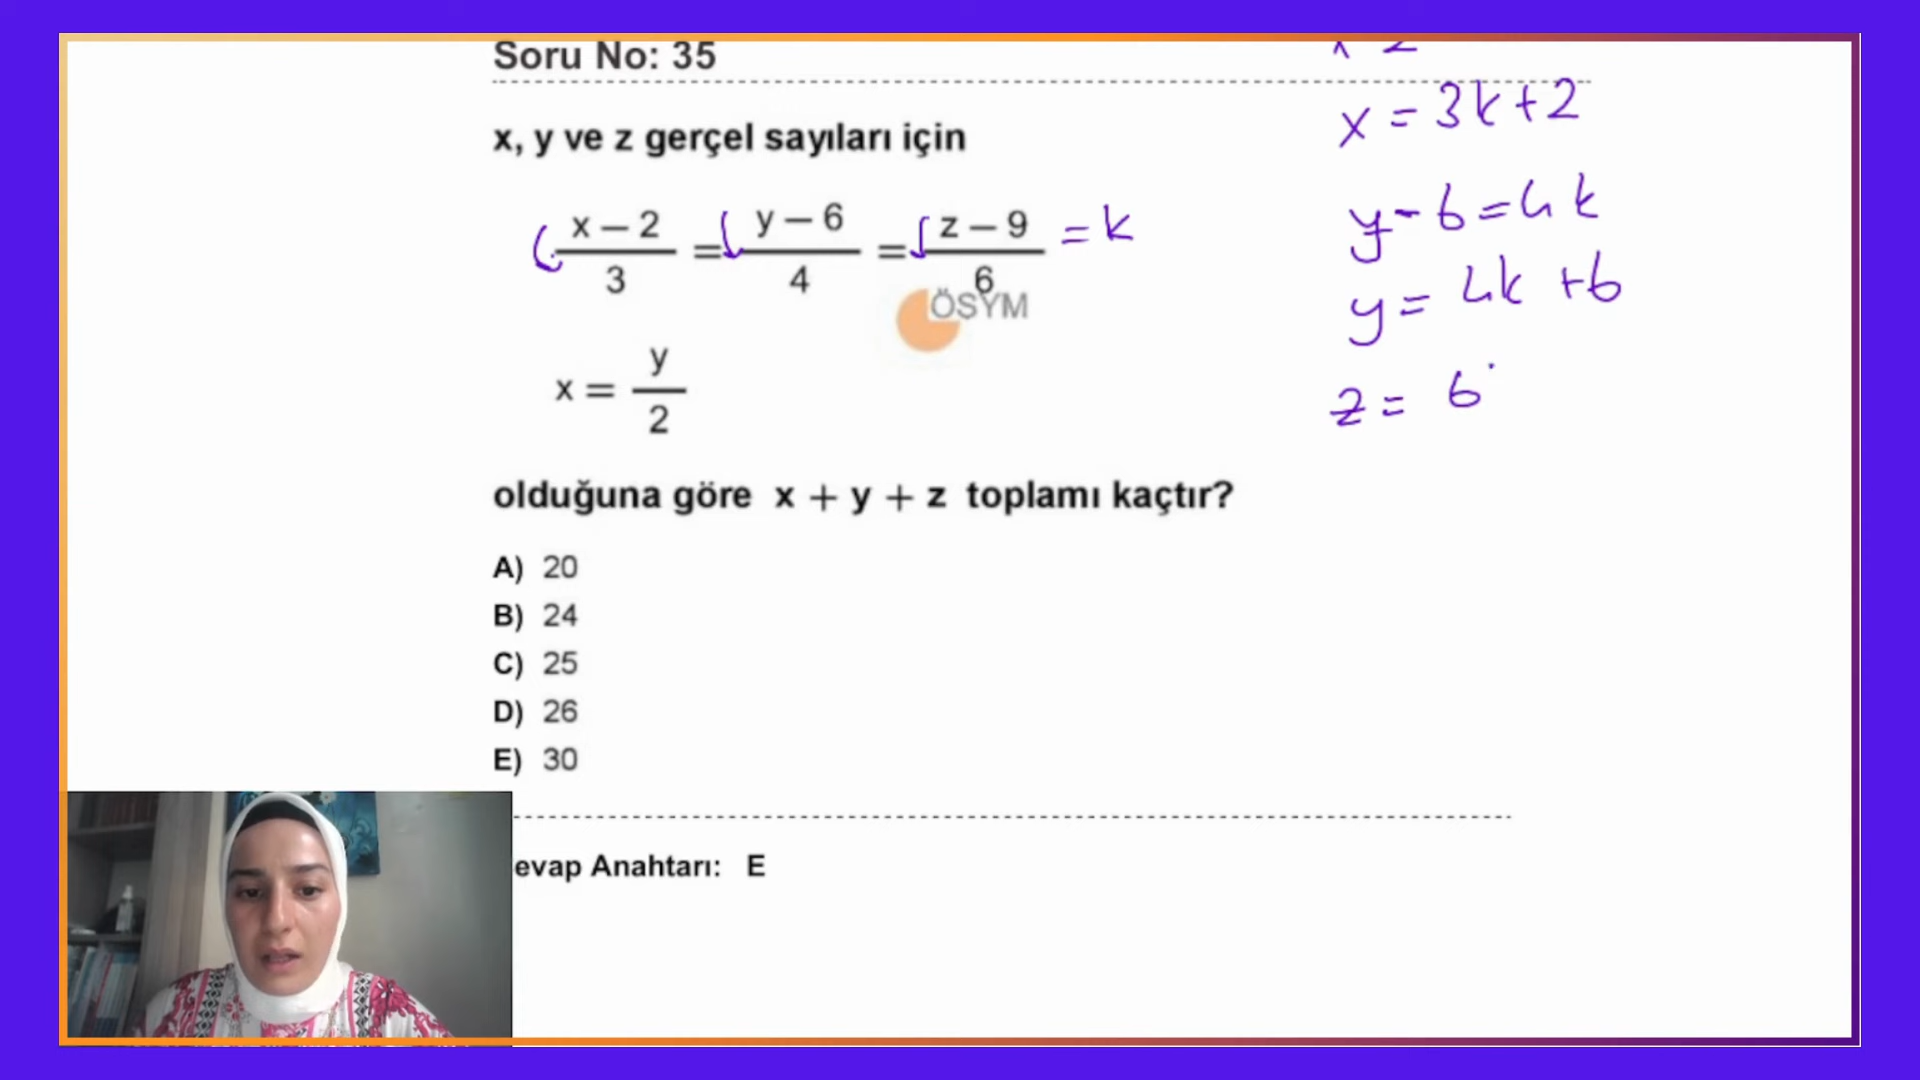 Soru No: 35
x, y ve z gerçel sayıları için
x – 2 / 3 = y – 6 / 4 = z – 9 / 6 = k
ÖSYM
x = y / 2
olduğuna göre x + y + z toplamı kaçtır?
A) 20
B) 24
C) 25
D) 26
E) 30
evap Anahtarı: E
x = 3k+2
y - 6 = 4k
y = 4k +6
z = 6